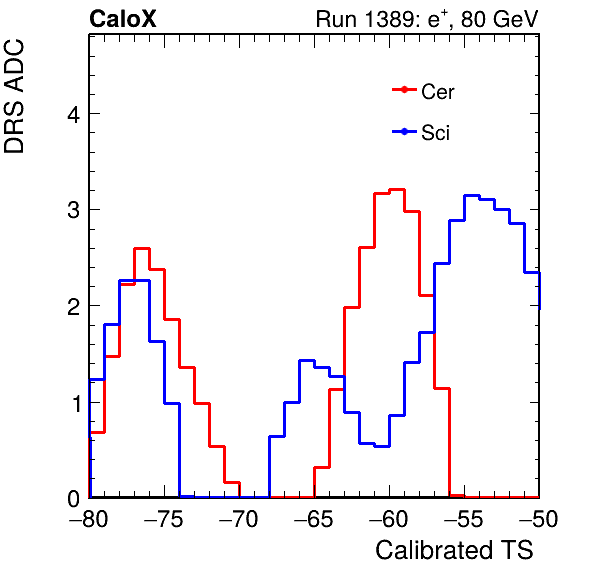 CaloX Run 1389: e⁺, 80 GeV
DRS ADC
Cer
Sci
4
3
2
1
0
−80 −75 −70 −65 −60 −55 −50
Calibrated TS